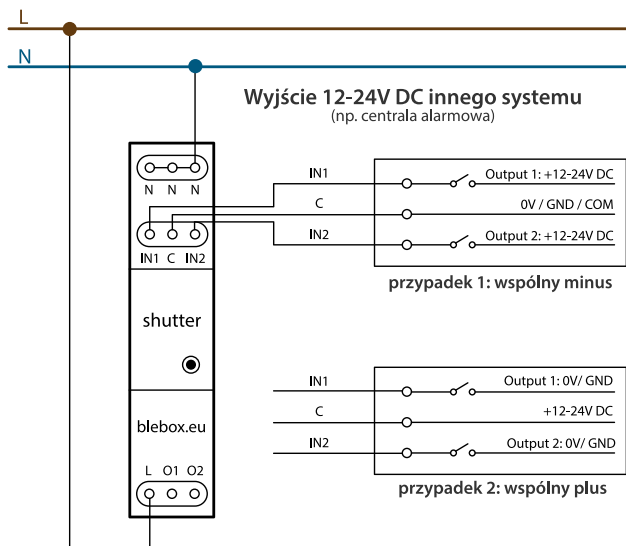 L
N
Wyjście 12-24V DC innego systemu
(np. centrala alarmowa)
N N N
IN1 C IN2
shutter
blebox.eu
L O1 O2
IN1
Output 1: +12-24V DC
C
0V / GND / COM
IN2
Output 2: +12-24V DC
przypadek 1: wspólny minus
IN1
Output 1: 0V/ GND
C
+12-24V DC
IN2
Output 2: 0V/ GND
przypadek 2: wspólny plus